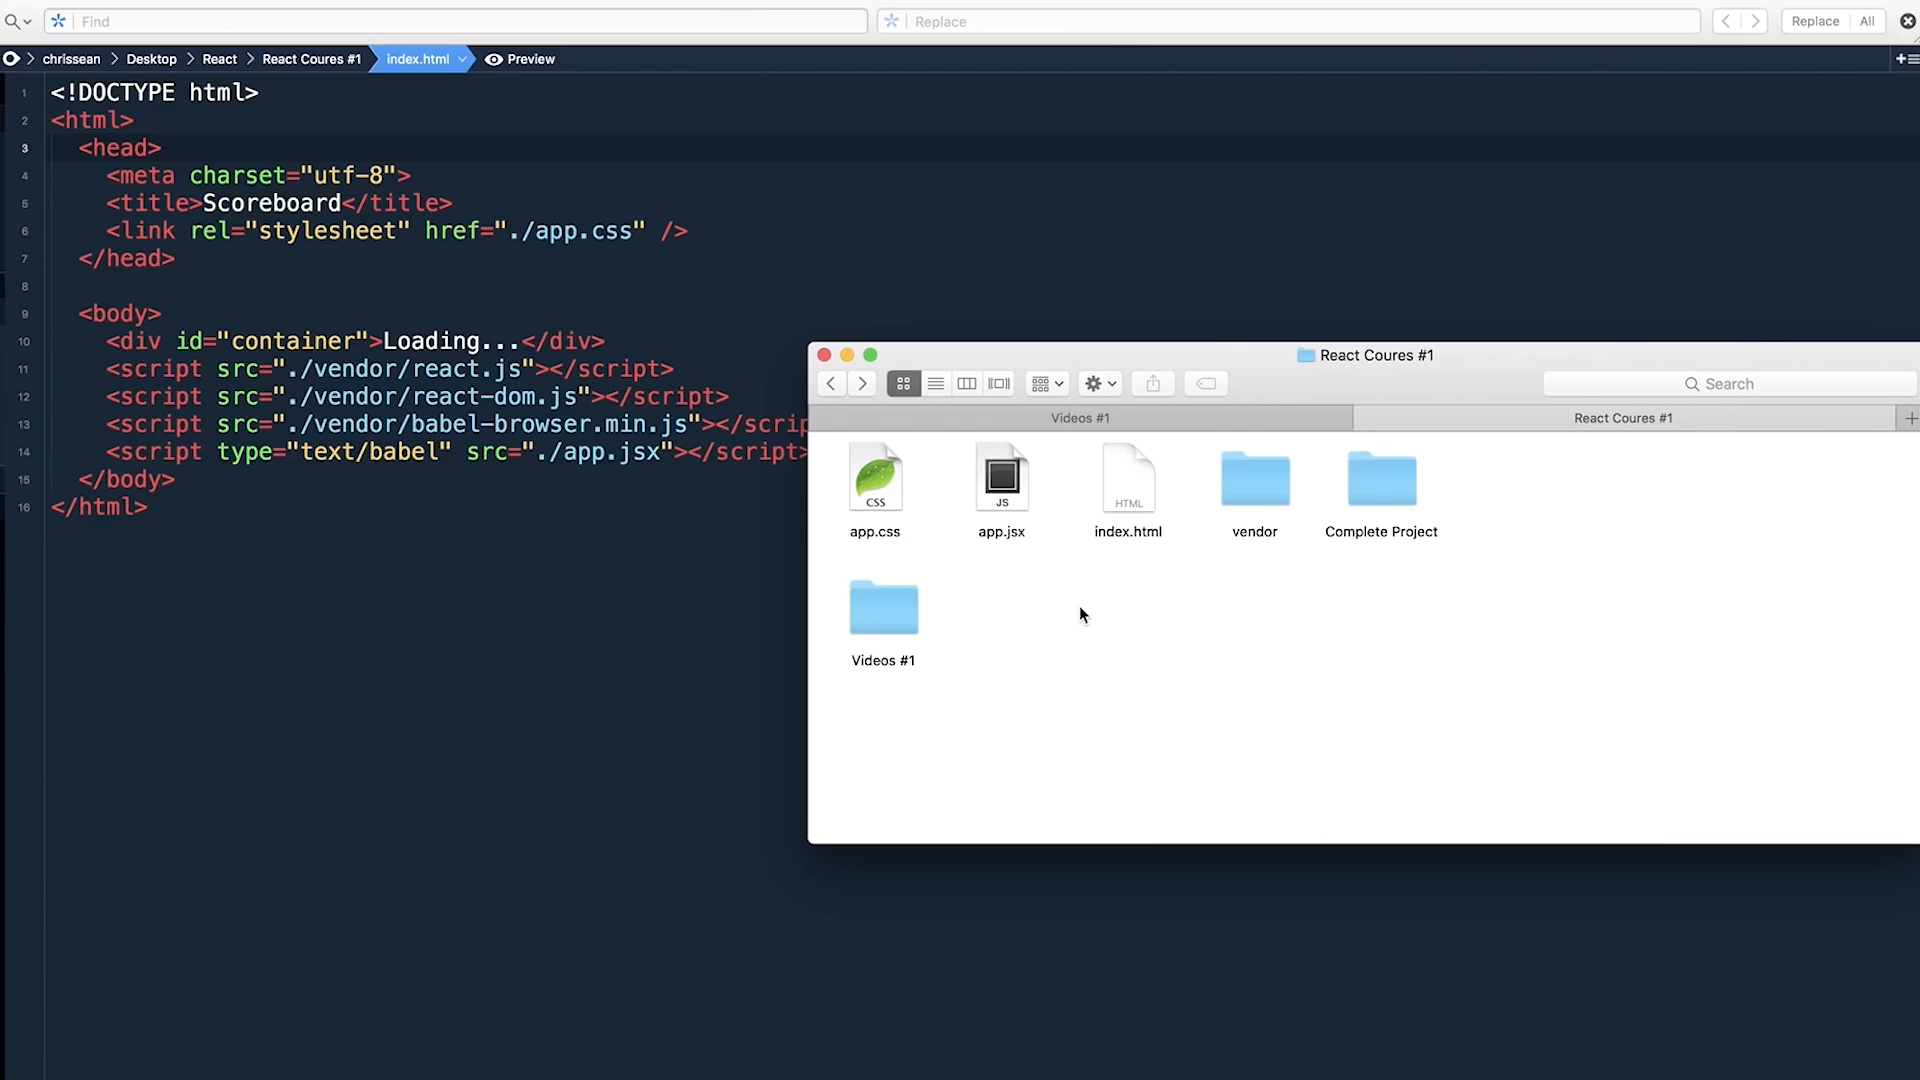 Find
Replace
Replace All
chrissean Desktop React React Coures #1 index.html Preview
1 <!DOCTYPE html>
2 <html>
3 <head>
4 <meta charset="utf-8">
5 <title>Scoreboard</title>
6 <link rel="stylesheet" href="./app.css" />
7 </head>
8
9 <body>
10 <div id="container">Loading...</div>
11 <script src="./vendor/react.js"></script>
12 <script src="./vendor/react-dom.js"></script>
13 <script src="./vendor/babel-browser.min.js"></scrip
14 <script type="text/babel" src="./app.jsx"></script>
15 </body>
16 </html>
React Coures #1
Search
Videos #1
React Coures #1
CSS
JS
HTML
app.css
app.jsx
index.html
vendor
Complete Project
Videos #1